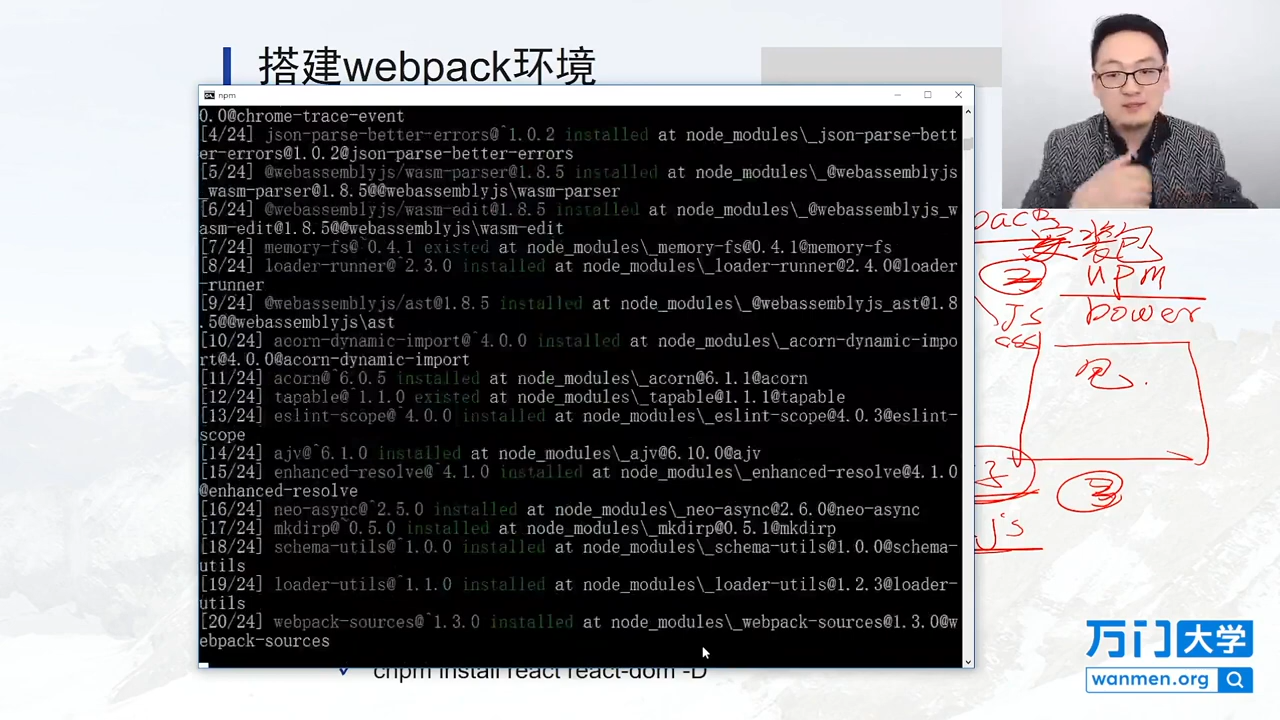 搭建webpack环境
npm
0.0@chrome-trace-event
[4/24] json-parse-better-errors@^1.0.2 installed at node_modules\_json-parse-bett
er-errors@1.0.2@json-parse-better-errors
[5/24] @webassemblyjs/wasm-parser@1.8.5 installed at node_modules\_@webassemblyjs
_wasm-parser@1.8.5@@webassemblyjs\wasm-parser
[6/24] @webassemblyjs/wasm-edit@1.8.5 installed at node_modules\_@webassemblyjs_w
asm-edit@1.8.5@@webassemblyjs\wasm-edit
[7/24] memory-fs@^0.4.1 existed at node_modules\_memory-fs@0.4.1@memory-fs
[8/24] loader-runner@^2.3.0 installed at node_modules\_loader-runner@2.4.0@loader
-runner
[9/24] @webassemblyjs/ast@1.8.5 installed at node_modules\_@webassemblyjs_ast@1.8
.5@@webassemblyjs\ast
[10/24] acorn-dynamic-import@^4.0.0 installed at node_modules\_acorn-dynamic-impo
rt@4.0.0@acorn-dynamic-import
[11/24] acorn@^6.0.5 installed at node_modules\_acorn@6.1.1@acorn
[12/24] tapable@^1.1.0 existed at node_modules\_tapable@1.1.1@tapable
[13/24] eslint-scope@^4.0.0 installed at node_modules\_eslint-scope@4.0.3@eslint-
scope
[14/24] ajv@^6.1.0 installed at node_modules\_ajv@6.10.0@ajv
[15/24] enhanced-resolve@^4.1.0 installed at node_modules\_enhanced-resolve@4.1.0
@enhanced-resolve
[16/24] neo-async@^2.5.0 installed at node_modules\_neo-async@2.6.0@neo-async
[17/24] mkdirp@~0.5.0 installed at node_modules\_mkdirp@0.5.1@mkdirp
[18/24] schema-utils@^1.0.0 installed at node_modules\_schema-utils@1.0.0@schema-
utils
[19/24] loader-utils@^1.1.0 installed at node_modules\_loader-utils@1.2.3@loader-
utils
[20/24] webpack-sources@^1.3.0 installed at node_modules\_webpack-sources@1.3.0@w
ebpack-sources
cnpm install react react-dom -D
npm
bower
js
css
包
js
万门大学
wanmen.org